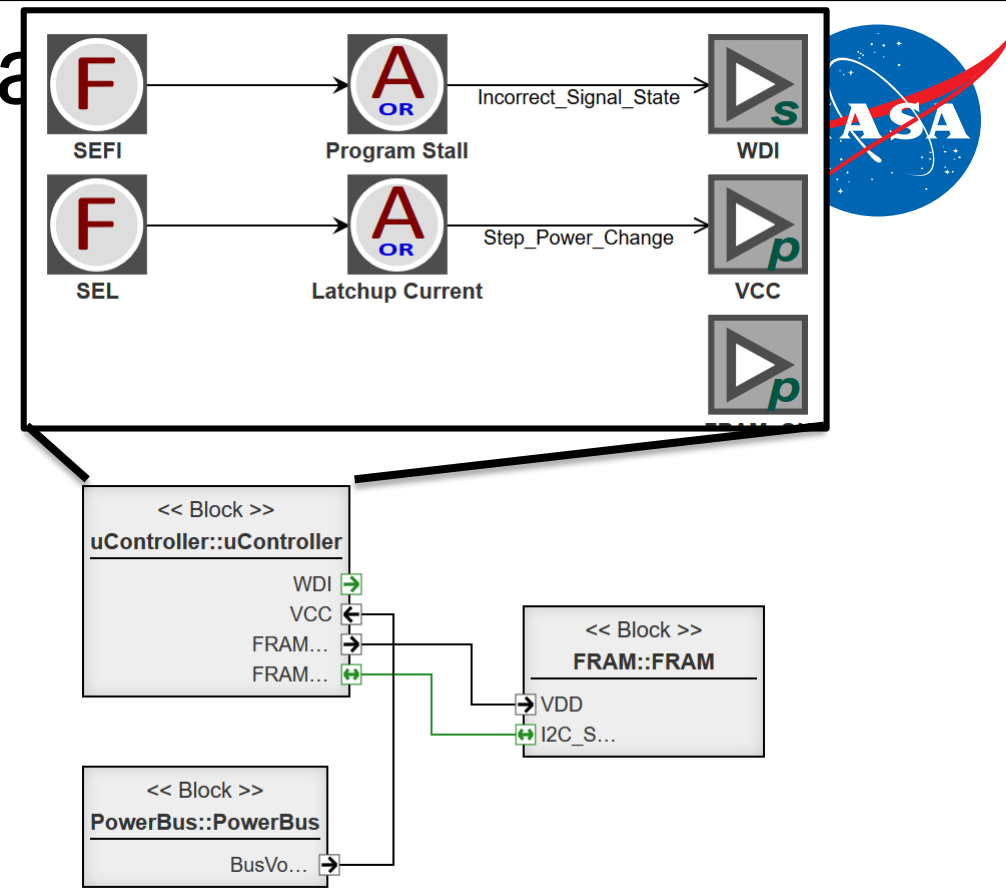 F
A
OR
Incorrect_Signal_State
s
SEFI
Program Stall
WDI
F
A
OR
Step_Power_Change
p
SEL
Latchup Current
VCC
p
ASA
<< Block >>
uController::uController
WDI
VCC
FRAM…
FRAM…
<< Block >>
FRAM::FRAM
VDD
I2C_S…
<< Block >>
PowerBus::PowerBus
BusVo…